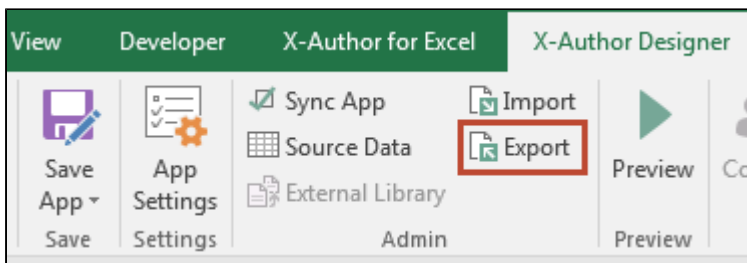 View Developer X-Author for Excel X-Author Designer
Save App
App Settings
Sync App
Source Data
External Library
Import
Export
Preview
Save
Settings
Admin
Preview